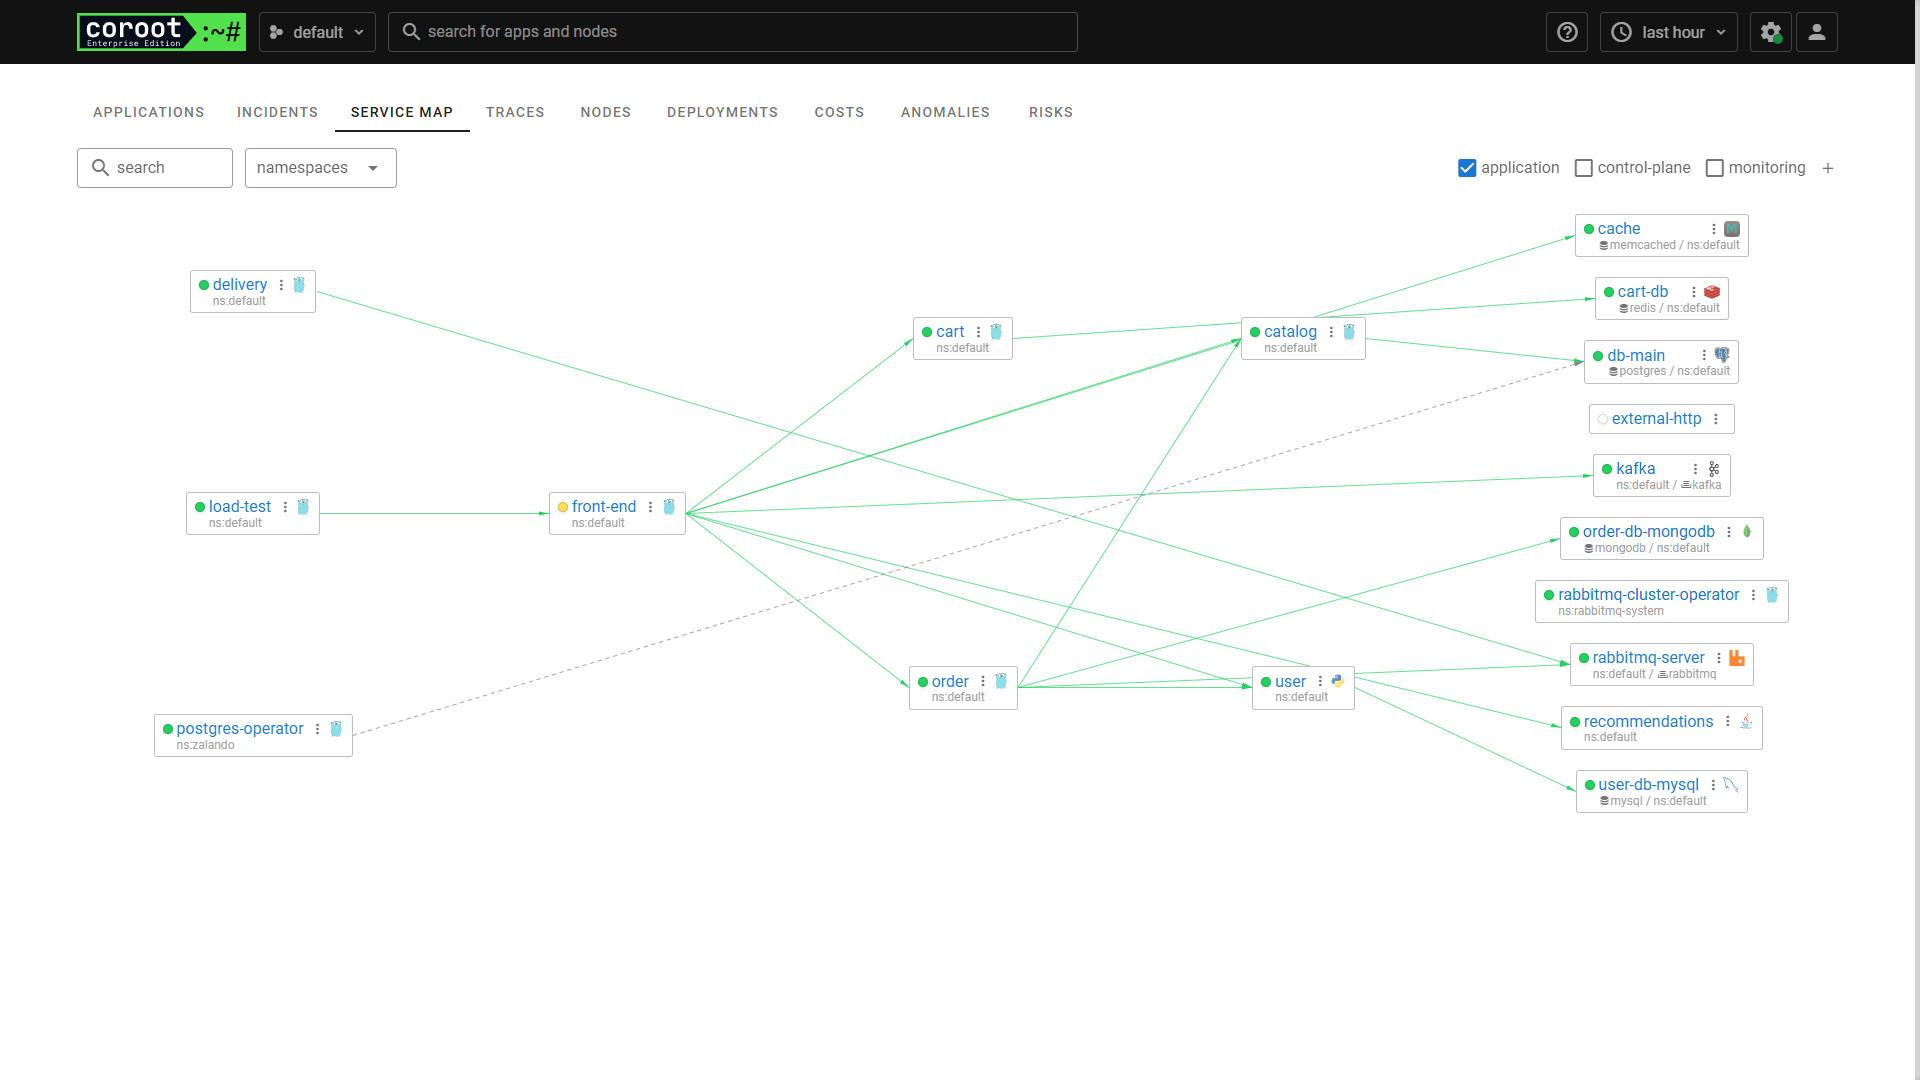 coroot :~#
Enterprise Edition
default
search for apps and nodes
last hour
APPLICATIONS
INCIDENTS
SERVICE MAP
TRACES
NODES
DEPLOYMENTS
COSTS
ANOMALIES
RISKS
search
namespaces
application
control-plane
monitoring
cache
memcached / ns:default
delivery
ns:default
cart-db
redis / ns:default
cart
ns:default
catalog
ns:default
db-main
postgres / ns:default
external-http
kafka
ns:default / kafka
load-test
ns:default
front-end
ns:default
order-db-mongodb
mongodb / ns:default
rabbitmq-cluster-operator
ns:rabbitmq-system
rabbitmq-server
ns:default / rabbitmq
order
ns:default
user
ns:default
recommendations
ns:default
postgres-operator
ns:zalando
user-db-mysql
mysql / ns:default